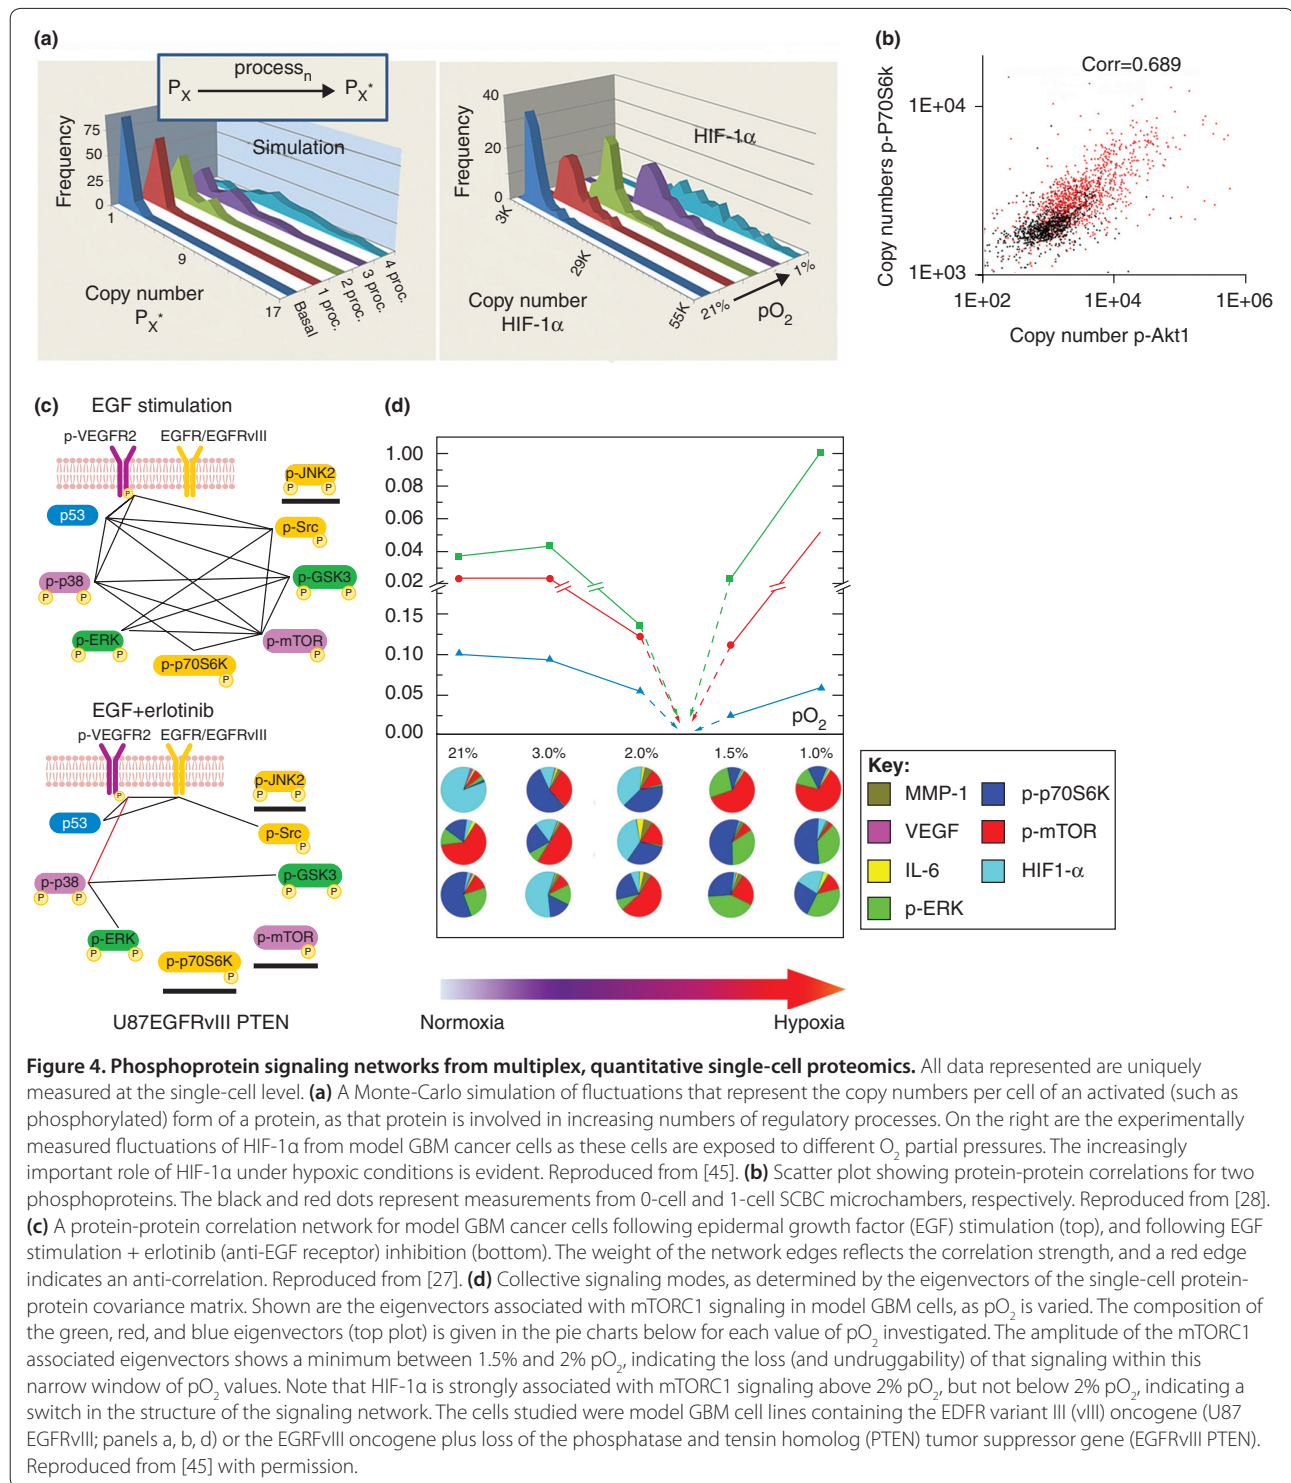 (a)
process_n
P_X P_X*
75
50
25
0
Frequency
Simulation
1
9
17
Copy number
P_X*
Basal
1 proc.
2 proc.
3 proc.
4 proc.
40
20
0
Frequency
HIF-1α
3K
29K
55K
Copy number
HIF-1α
21%
1%
pO₂
(b)
Corr=0.689
Copy numbers p-P70S6k
1E+04
1E+03
1E+02 1E+04 1E+06
Copy number p-Akt1
(c)
EGF stimulation
p-VEGFR2 EGFR/EGFRvIII
P
p-JNK2
P P
p53
p-Src
P
p-p38
P P
p-GSK3
P P
p-ERK
P P
p-mTOR
P
p-p70S6K
P
EGF+erlotinib
p-VEGFR2 EGFR/EGFRvIII
P
p-JNK2
P P
p53
p-Src
P
p-p38
P P
p-GSK3
P P
p-ERK
P P
p-mTOR
P
p-p70S6K
P
U87EGFRvIII PTEN
(d)
1.00
0.08
0.06
0.04
0.02
0.15
0.10
0.05
0.00
pO₂
21% 3.0% 2.0% 1.5% 1.0%
Key:
MMP-1 p-p70S6K
VEGF p-mTOR
IL-6 HIF1-α
p-ERK
Normoxia Hypoxia
Figure 4. Phosphoprotein signaling networks from multiplex, quantitative single-cell proteomics. All data represented are uniquely
measured at the single-cell level. (a) A Monte-Carlo simulation of fluctuations that represent the copy numbers per cell of an activated (such as
phosphorylated) form of a protein, as that protein is involved in increasing numbers of regulatory processes. On the right are the experimentally
measured fluctuations of HIF-1α from model GBM cancer cells as these cells are exposed to different O₂ partial pressures. The increasingly
important role of HIF-1α under hypoxic conditions is evident. Reproduced from [45]. (b) Scatter plot showing protein-protein correlations for two
phosphoproteins. The black and red dots represent measurements from 0-cell and 1-cell SCBC microchambers, respectively. Reproduced from [28].
(c) A protein-protein correlation network for model GBM cancer cells following epidermal growth factor (EGF) stimulation (top), and following EGF
stimulation + erlotinib (anti-EGF receptor) inhibition (bottom). The weight of the network edges reflects the correlation strength, and a red edge
indicates an anti-correlation. Reproduced from [27]. (d) Collective signaling modes, as determined by the eigenvectors of the single-cell protein-
protein covariance matrix. Shown are the eigenvectors associated with mTORC1 signaling in model GBM cells, as pO₂ is varied. The composition of
the green, red, and blue eigenvectors (top plot) is given in the pie charts below for each value of pO₂ investigated. The amplitude of the mTORC1
associated eigenvectors shows a minimum between 1.5% and 2% pO₂, indicating the loss (and undruggability) of that signaling within this
narrow window of pO₂ values. Note that HIF-1α is strongly associated with mTORC1 signaling above 2% pO₂, but not below 2% pO₂, indicating a
switch in the structure of the signaling network. The cells studied were model GBM cell lines containing the EDFR variant III (vIII) oncogene (U87
EGFRvIII; panels a, b, d) or the EGRFvIII oncogene plus loss of the phosphatase and tensin homolog (PTEN) tumor suppressor gene (EGFRvIII PTEN).
Reproduced from [45] with permission.